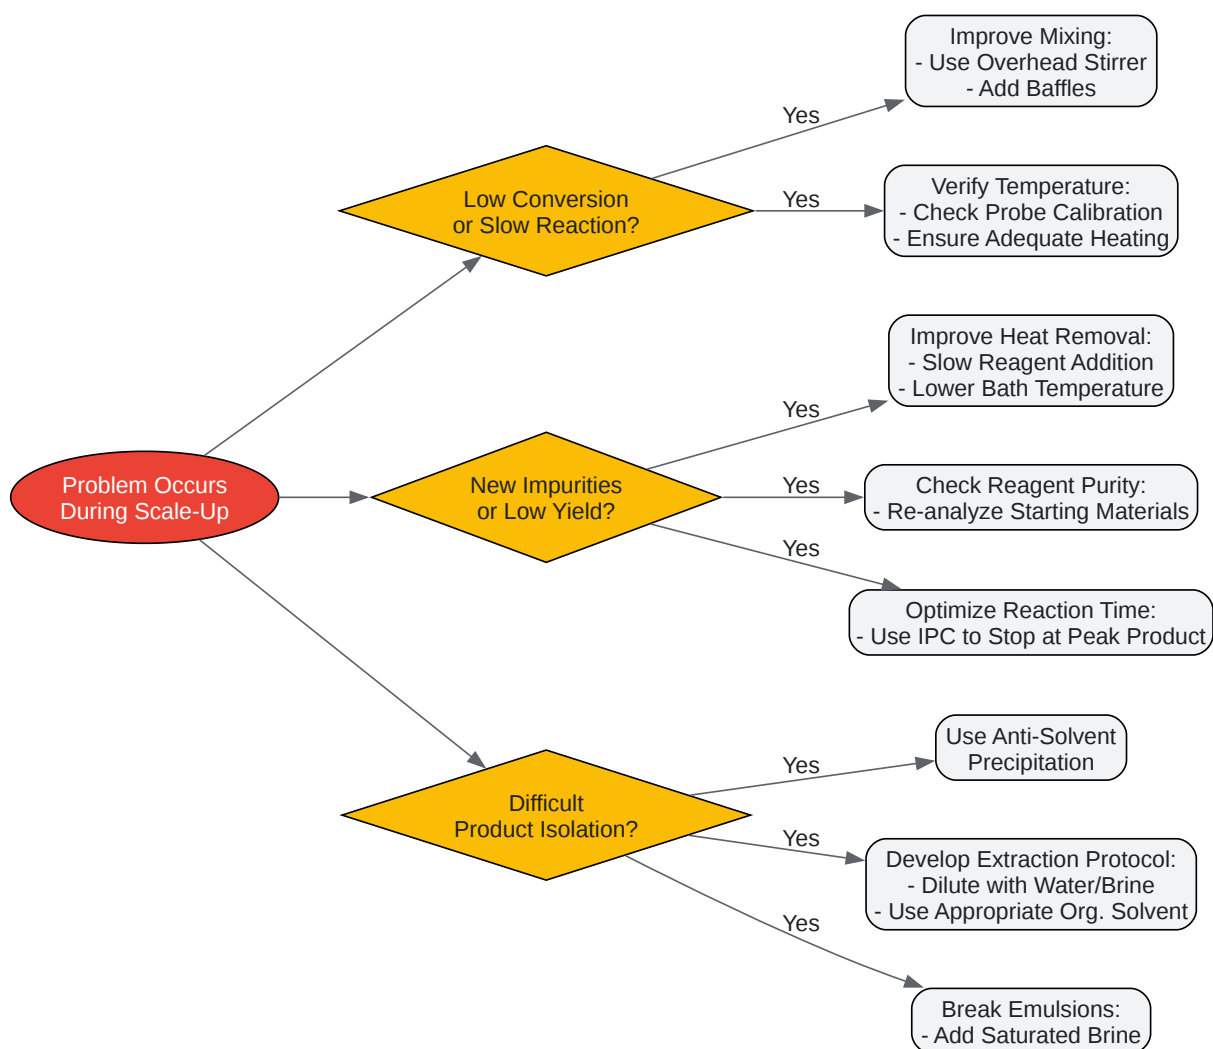 Improve Mixing:
- Use Overhead Stirrer
- Add Baffles
Yes
Low Conversion
or Slow Reaction?
Yes
Verify Temperature:
- Check Probe Calibration
- Ensure Adequate Heating
Improve Heat Removal:
- Slow Reagent Addition
- Lower Bath Temperature
Yes
Problem Occurs
During Scale-Up
New Impurities
or Low Yield?
Yes
Check Reagent Purity:
- Re-analyze Starting Materials
Yes
Optimize Reaction Time:
- Use IPC to Stop at Peak Product
Use Anti-Solvent
Precipitation
Yes
Difficult
Product Isolation?
Yes
Develop Extraction Protocol:
- Dilute with Water/Brine
- Use Appropriate Org. Solvent
Yes
Break Emulsions:
- Add Saturated Brine